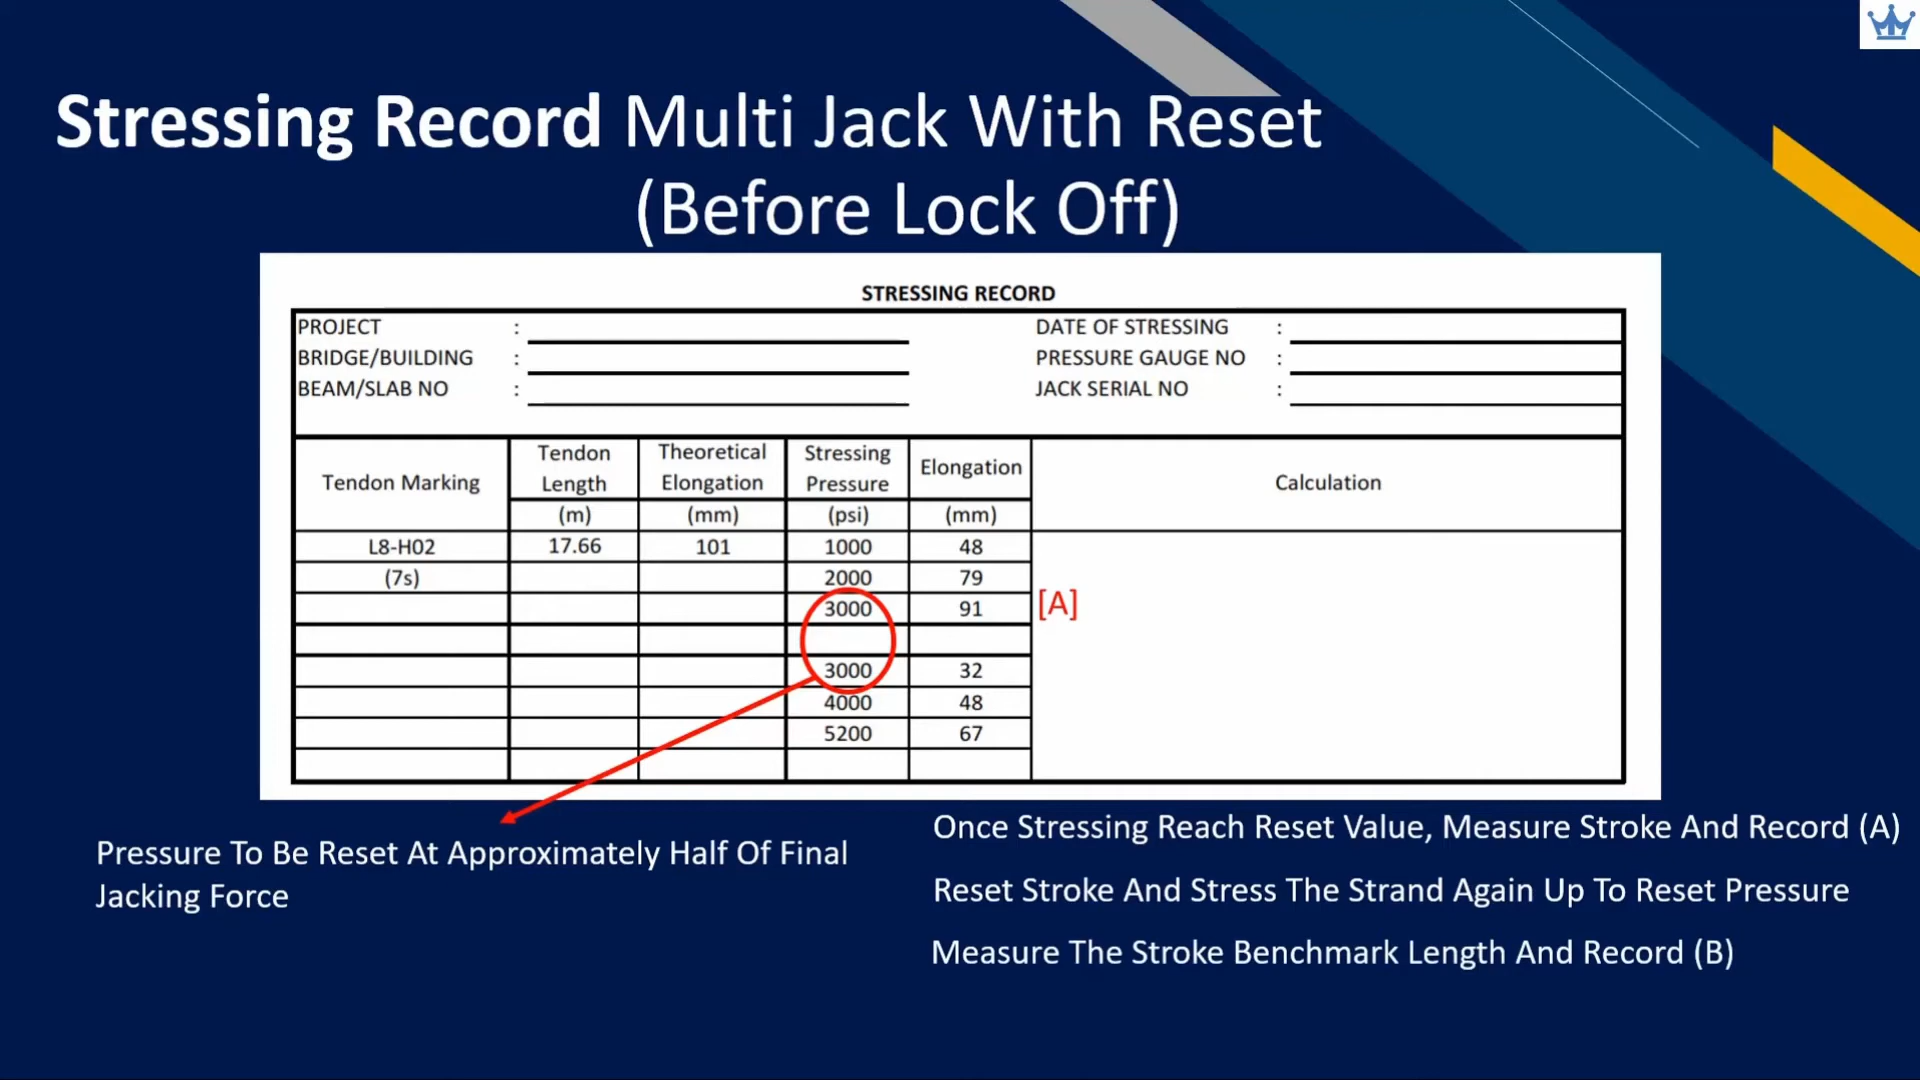 Stressing Record Multi Jack With Reset
(Before Lock Off)
STRESSING RECORD
PROJECT : DATE OF STRESSING :
BRIDGE/BUILDING : PRESSURE GAUGE NO :
BEAM/SLAB NO : JACK SERIAL NO :
Tendon Marking Tendon Length Theoretical Elongation Stressing Pressure Elongation Calculation
(m) (mm) (psi) (mm)
L8-H02 17.66 101 1000 48
(7s) 2000 79
3000 91 [A]
3000 32
4000 48
5200 67
Pressure To Be Reset At Approximately Half Of Final
Jacking Force
Once Stressing Reach Reset Value, Measure Stroke And Record (A)
Reset Stroke And Stress The Strand Again Up To Reset Pressure
Measure The Stroke Benchmark Length And Record (B)